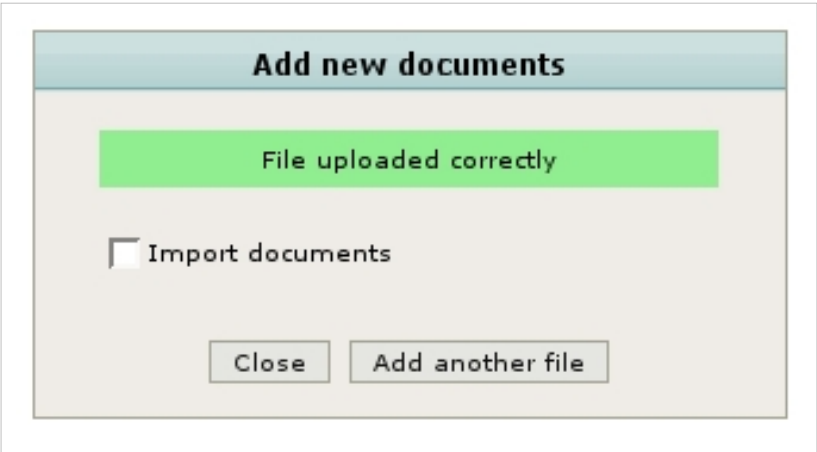 Add new documents
File uploaded correctly
Import documents
Close Add another file